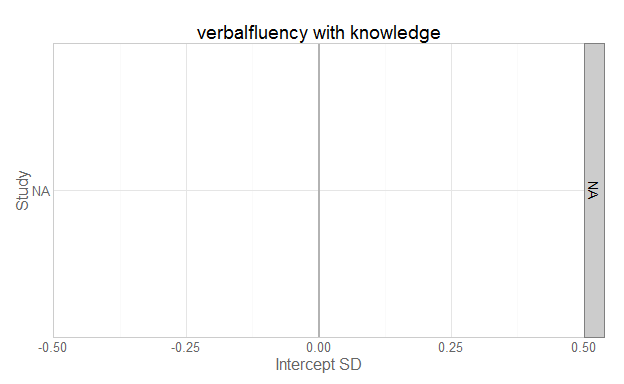 verbalfluency with knowledge
Study
NA
NA
-0.50 -0.25 0.00 0.25 0.50
Intercept SD